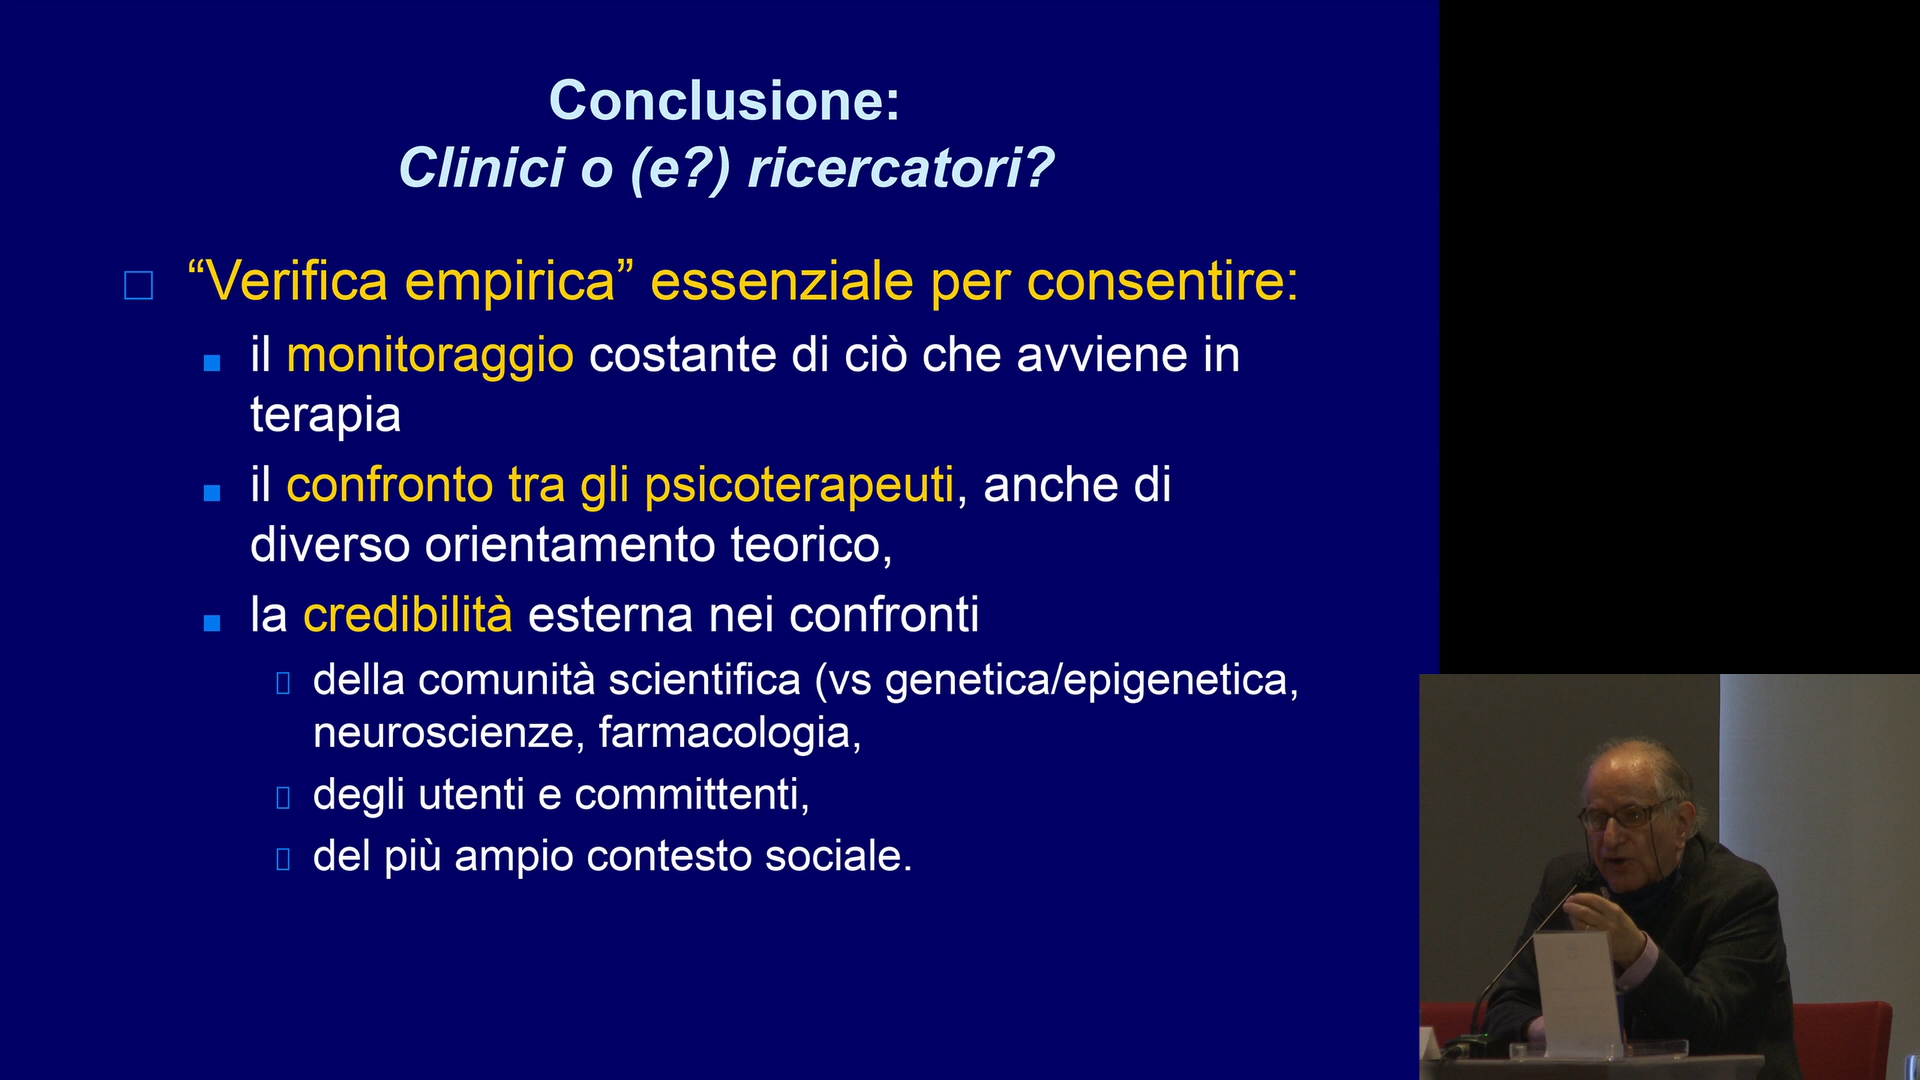 Conclusione:
Clinici o (e?) ricercatori?
“Verifica empirica” essenziale per consentire:
il monitoraggio costante di ciò che avviene in
terapia
il confronto tra gli psicoterapeuti, anche di
diverso orientamento teorico,
la credibilità esterna nei confronti
della comunità scientifica (vs genetica/epigenetica,
neuroscienze, farmacologia,
degli utenti e committenti,
del più ampio contesto sociale.